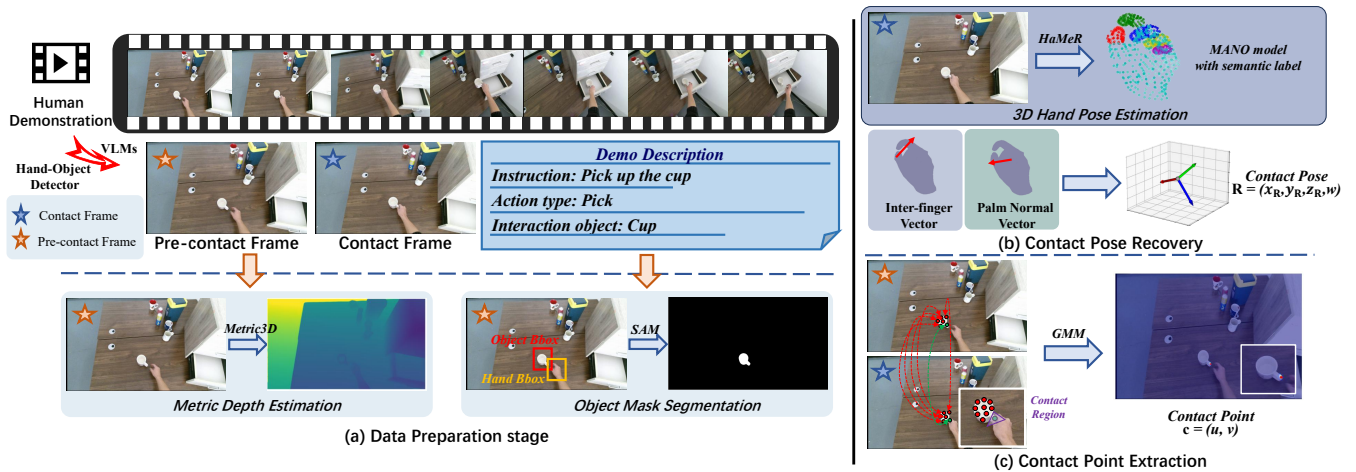 Human
Demonstration
VLMs
Hand-Object
Detector
Contact Frame
Pre-contact Frame
Pre-contact Frame
Contact Frame
Demo Description
Instruction: Pick up the cup
Action type: Pick
Interaction object: Cup
Metric3D
Metric Depth Estimation
Object Bbox
Hand Bbox
SAM
Object Mask Segmentation
(a) Data Preparation stage
HaMeR
MANO model
with semantic label
3D Hand Pose Estimation
Inter-finger
Vector
Palm Normal
Vector
Contact Pose
R = (x_R,y_R,z_R,w)
(b) Contact Pose Recovery
Contact
Region
GMM
Contact Point
c = (u, v)
(c) Contact Point Extraction